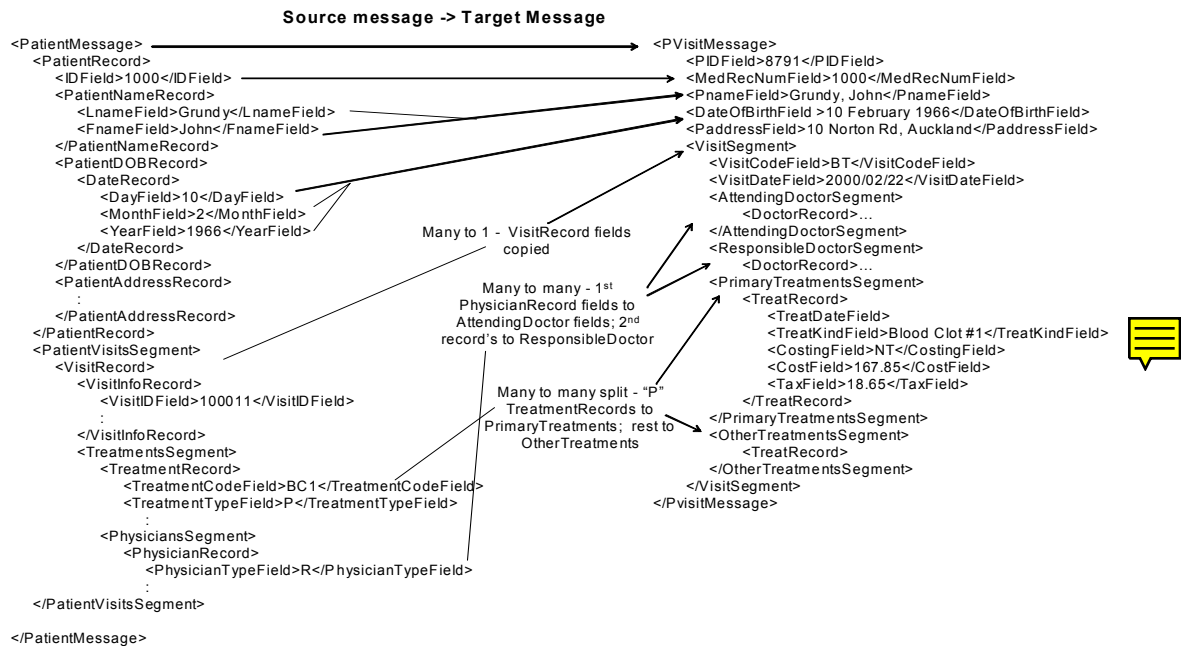 Source message -> Target Message
<PatientMessage>
<PatientRecord>
<IDField>1000</IDField>
<PatientNameRecord>
<LnameField>Grundy</LnameField>
<FnameField>John</FnameField>
</PatientNameRecord>
<PatientDOBRecord>
<DateRecord>
<DayField>10</DayField>
<MonthField>2</MonthField>
<YearField>1966</YearField>
</DateRecord>
</PatientDOBRecord>
<PatientAddressRecord>
:
</PatientAddressRecord>
</PatientRecord>
<PatientVisitsSegment>
<VisitRecord>
<VisitInfoRecord>
<VisitIDField>100011</VisitIDField>
:
</VisitInfoRecord>
<TreatmentsSegment>
<TreatmentRecord>
<TreatmentCodeField>BC1</TreatmentCodeField>
<TreatmentTypeField>P</TreatmentTypeField>
:
<PhysiciansSegment>
<PhysicianRecord>
<PhysicianTypeField>R</PhysicianTypeField>
:
</PatientVisitsSegment>
</PatientMessage>
Many to 1 - VisitRecord fields
copied
Many to many - 1st
PhysicianRecord fields to
AttendingDoctor fields; 2nd
record's to ResponsibleDoctor
Many to many split - “P”
TreatmentRecords to
PrimaryTreatments; rest to
OtherTreatments
<PVisitMessage>
<PIDField>8791</PIDField>
<MedRecNumField>1000</MedRecNumField>
<PnameField>Grundy, John</PnameField>
<DateOfBirthField >10 February 1966</DateOfBirthField>
<PaddressField>10 Norton Rd, Auckland</PaddressField>
<VisitSegment>
<VisitCodeField>BT</VisitCodeField>
<VisitDateField>2000/02/22</VisitDateField>
<AttendingDoctorSegment>
<DoctorRecord>...
</AttendingDoctorSegment>
<ResponsibleDoctorSegment>
<DoctorRecord>...
<PrimaryTreatmentsSegment>
<TreatRecord>
<TreatDateField>
<TreatKindField>Blood Clot #1</TreatKindField>
<CostingField>NT</CostingField>
<CostField>167.85</CostField>
<TaxField>18.65</TaxField>
</TreatRecord>
</PrimaryTreatmentsSegment>
<OtherTreatmentsSegment>
<TreatRecord>
</OtherTreatmentsSegment>
</VisitSegment>
</PvisitMessage>